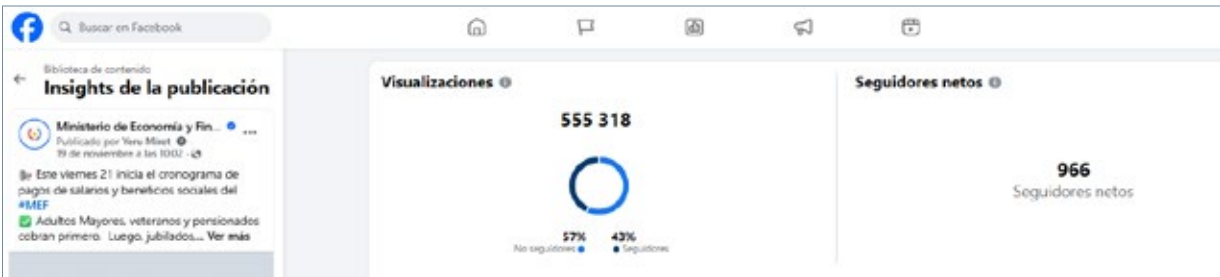 Buscar en Facebook
Biblioteca de contenido
Insights de la publicación
Ministerio de Economía y Fin... ...
Publicado por Yeru Miret
19 de noviembre a las 10:02
Este viernes 21 inicia el cronograma de
pagos de salarios y beneficios sociales del
#MEF
Adultos Mayores, veteranos y pensionados
cobran primero. Luego, jubilados... Ver más
Visualizaciones
555 318
57% 43%
No seguidores Seguidores
Seguidores netos
966
Seguidores netos